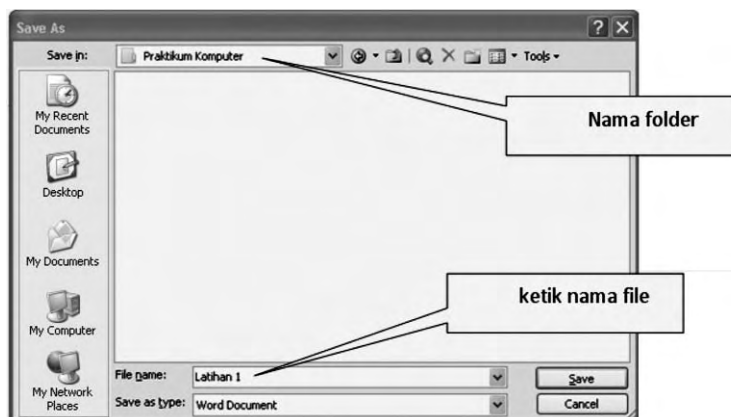 Save As
Save in: Praktikum Komputer Tools
Nama folder
My Recent
Documents
Desktop
My Documents
ketik nama file
My Computer
My Network
Places
File name: Latihan 1 Save
Save as type: Word Document Cancel